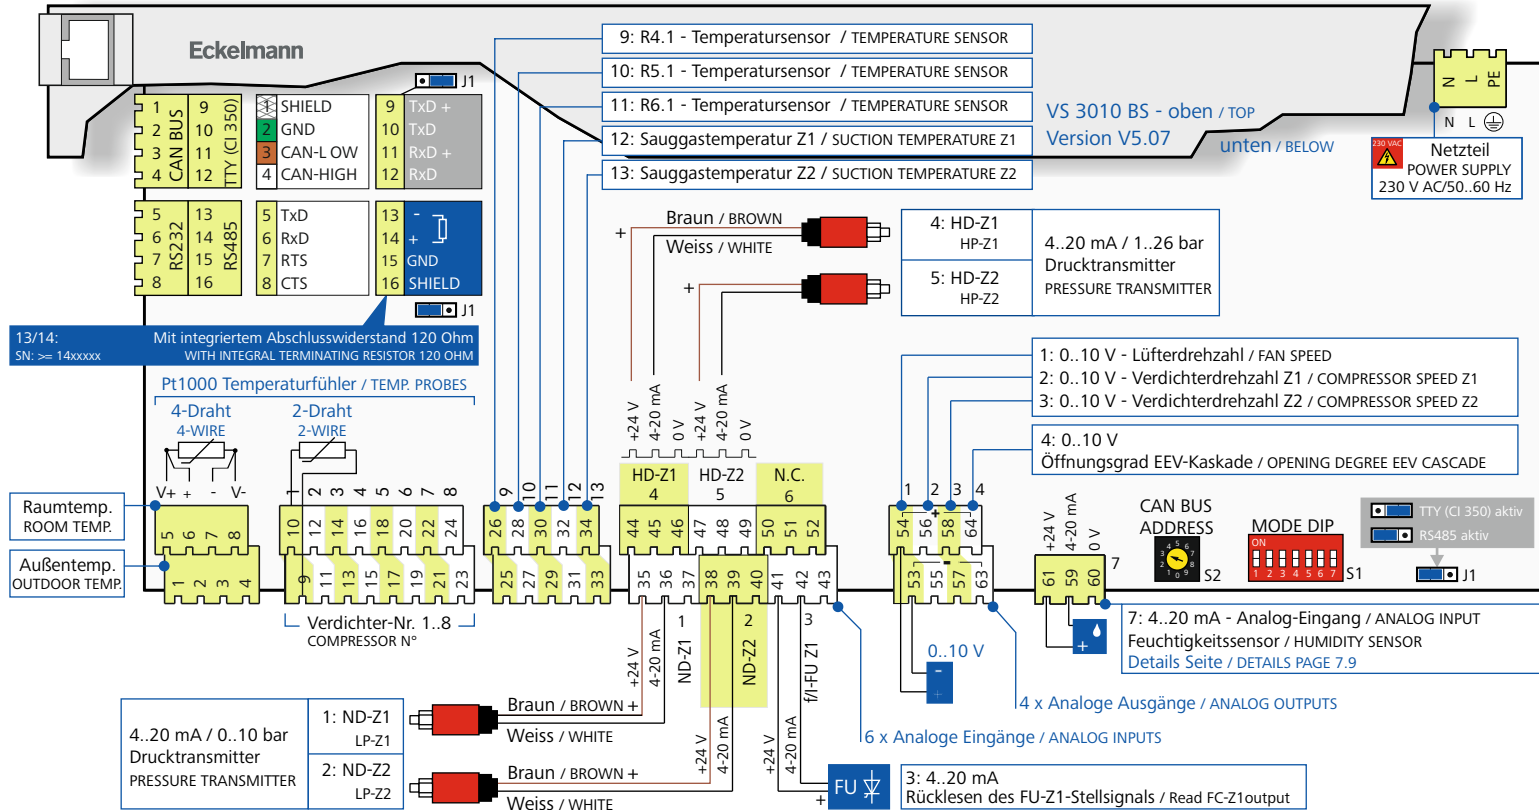 Eckelmann
J1
1 9
2 10
3 11
4 12
CAN BUS
TTY (CI 350)
1 SHIELD
2 GND
3 CAN-L OW
4 CAN-HIGH
9 TxD +
10 TxD
11 RxD +
12 RxD
5 13
6 14
7 15
8 16
RS232
RS485
5 TxD
6 RxD
7 RTS
8 CTS
13 -
14 +
15 GND
16 SHIELD
J1
13/14: Mit integriertem Abschlusswiderstand 120 Ohm
SN: >= 14xxxxx WITH INTEGRAL TERMINATING RESISTOR 120 OHM
9: R4.1 - Temperatursensor / TEMPERATURE SENSOR
10: R5.1 - Temperatursensor / TEMPERATURE SENSOR
11: R6.1 - Temperatursensor / TEMPERATURE SENSOR
12: Sauggastemperatur Z1 / SUCTION TEMPERATURE Z1
13: Sauggastemperatur Z2 / SUCTION TEMPERATURE Z2
VS 3010 BS - oben / TOP
Version V5.07
unten / BELOW
N L PE
N L
230 VAC
Netzteil
POWER SUPPLY
230 V AC/50..60 Hz
Braun / BROWN
+
Weiss / WHITE
+
4: HD-Z1
HP-Z1
5: HD-Z2
HP-Z2
4..20 mA / 1..26 bar
Drucktransmitter
PRESSURE TRANSMITTER
1: 0..10 V - Lüfterdrehzahl / FAN SPEED
2: 0..10 V - Verdichterdrehzahl Z1 / COMPRESSOR SPEED Z1
3: 0..10 V - Verdichterdrehzahl Z2 / COMPRESSOR SPEED Z2
4: 0..10 V
Öffnungsgrad EEV-Kaskade / OPENING DEGREE EEV CASCADE
Pt1000 Temperaturfühler / TEMP. PROBES
4-Draht
4-WIRE
2-Draht
2-WIRE
V+ + - V-
Raumtemp.
ROOM TEMP.
Außentemp.
OUTDOOR TEMP.
5 6 7 8
1 2 3 4
1 2 3 4 5 6 7 8
10 12 14 16 18 20 22 24
9 11 13 15 17 19 21 23
Verdichter-Nr. 1..8
COMPRESSOR N°
9 10 11 12 13
26 28 30 32 34
25 27 29 31 33
+24 V 4-20 mA 0 V +24 V 4-20 mA 0 V
HD-Z1 HD-Z2 N.C.
4 5 6
44 45 46 47 48 49 50 51 52
35 36 37 38 39 40 41 42 43
1 2 3
ND-Z1
ND-Z2
f/I-FU Z1
+24 V 4-20 mA
+24 V 4-20 mA
+24 V 4-20 mA
1 2 3 4
+
54 56 58 64
-
53 55 57 63
0..10 V
-
+
4 x Analoge Ausgänge / ANALOG OUTPUTS
6 x Analoge Eingänge / ANALOG INPUTS
+24 V 4-20 mA 0 V
61 59 60
7
+
CAN BUS
ADDRESS
1 2 3 4 5 6 7 8 9 0
S2
MODE DIP
ON
1 2 3 4 5 6 7
S1
TTY (CI 350) aktiv
RS485 aktiv
J1
7: 4..20 mA - Analog-Eingang / ANALOG INPUT
Feuchtigkeitssensor / HUMIDITY SENSOR
Details Seite / DETAILS PAGE 7.9
4..20 mA / 0..10 bar
Drucktransmitter
PRESSURE TRANSMITTER
1: ND-Z1
LP-Z1
2: ND-Z2
LP-Z2
Braun / BROWN +
Weiss / WHITE
Braun / BROWN +
Weiss / WHITE
FU
+
3: 4..20 mA
Rücklesen des FU-Z1-Stellsignals / Read FC-Z1output